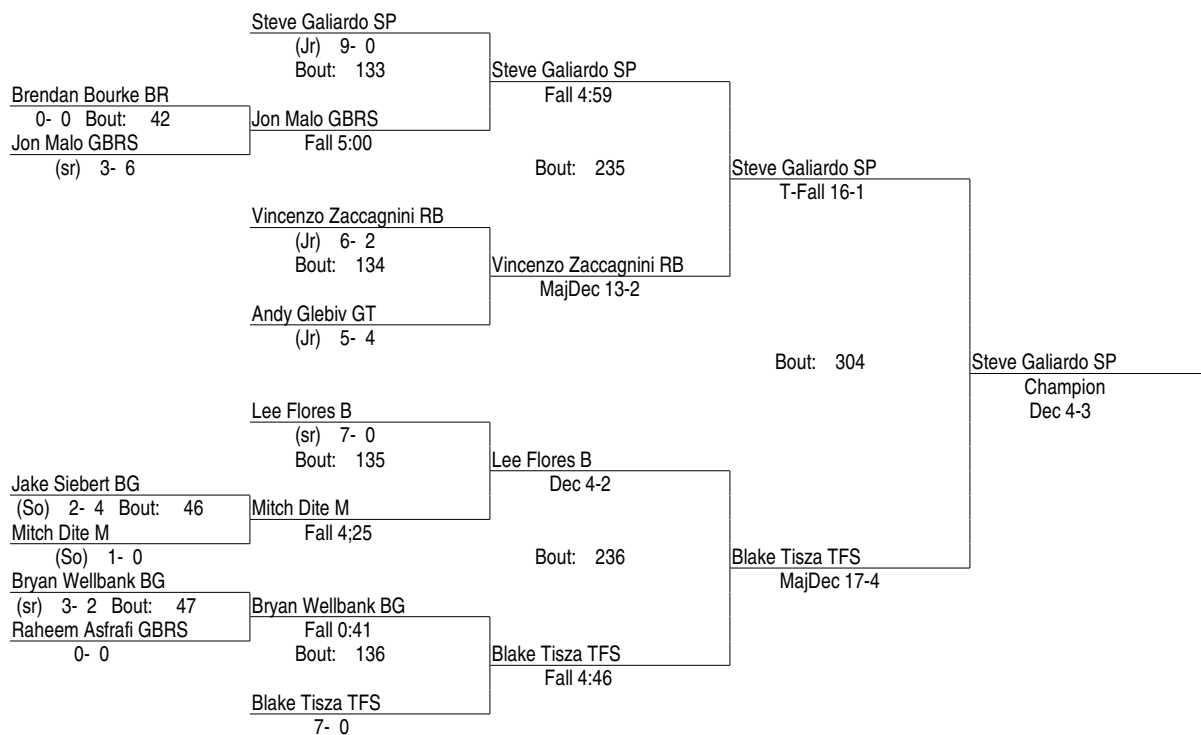 Steve Galiardo SP
(Jr) 9- 0
Bout: 133
Steve Galiardo SP
Fall 4:59
Brendan Bourke BR
0- 0 Bout: 42
Jon Malo GBRS
Fall 5:00
Jon Malo GBRS
(sr) 3- 6
Bout: 235
Steve Galiardo SP
T-Fall 16-1
Vincenzo Zaccagnini RB
(Jr) 6- 2
Bout: 134
Vincenzo Zaccagnini RB
MajDec 13-2
Andy Glebiv GT
(Jr) 5- 4
Bout: 304
Steve Galiardo SP
Champion
Dec 4-3
Lee Flores B
(sr) 7- 0
Bout: 135
Lee Flores B
Dec 4-2
Jake Siebert BG
(So) 2- 4 Bout: 46
Mitch Dite M
Fall 4;25
Mitch Dite M
(So) 1- 0
Bout: 236
Blake Tisza TFS
MajDec 17-4
Bryan Wellbank BG
(sr) 3- 2 Bout: 47
Bryan Wellbank BG
Fall 0:41
Raheem Asfrafi GBRS
0- 0
Bout: 136
Blake Tisza TFS
Fall 4:46
Blake Tisza TFS
7- 0